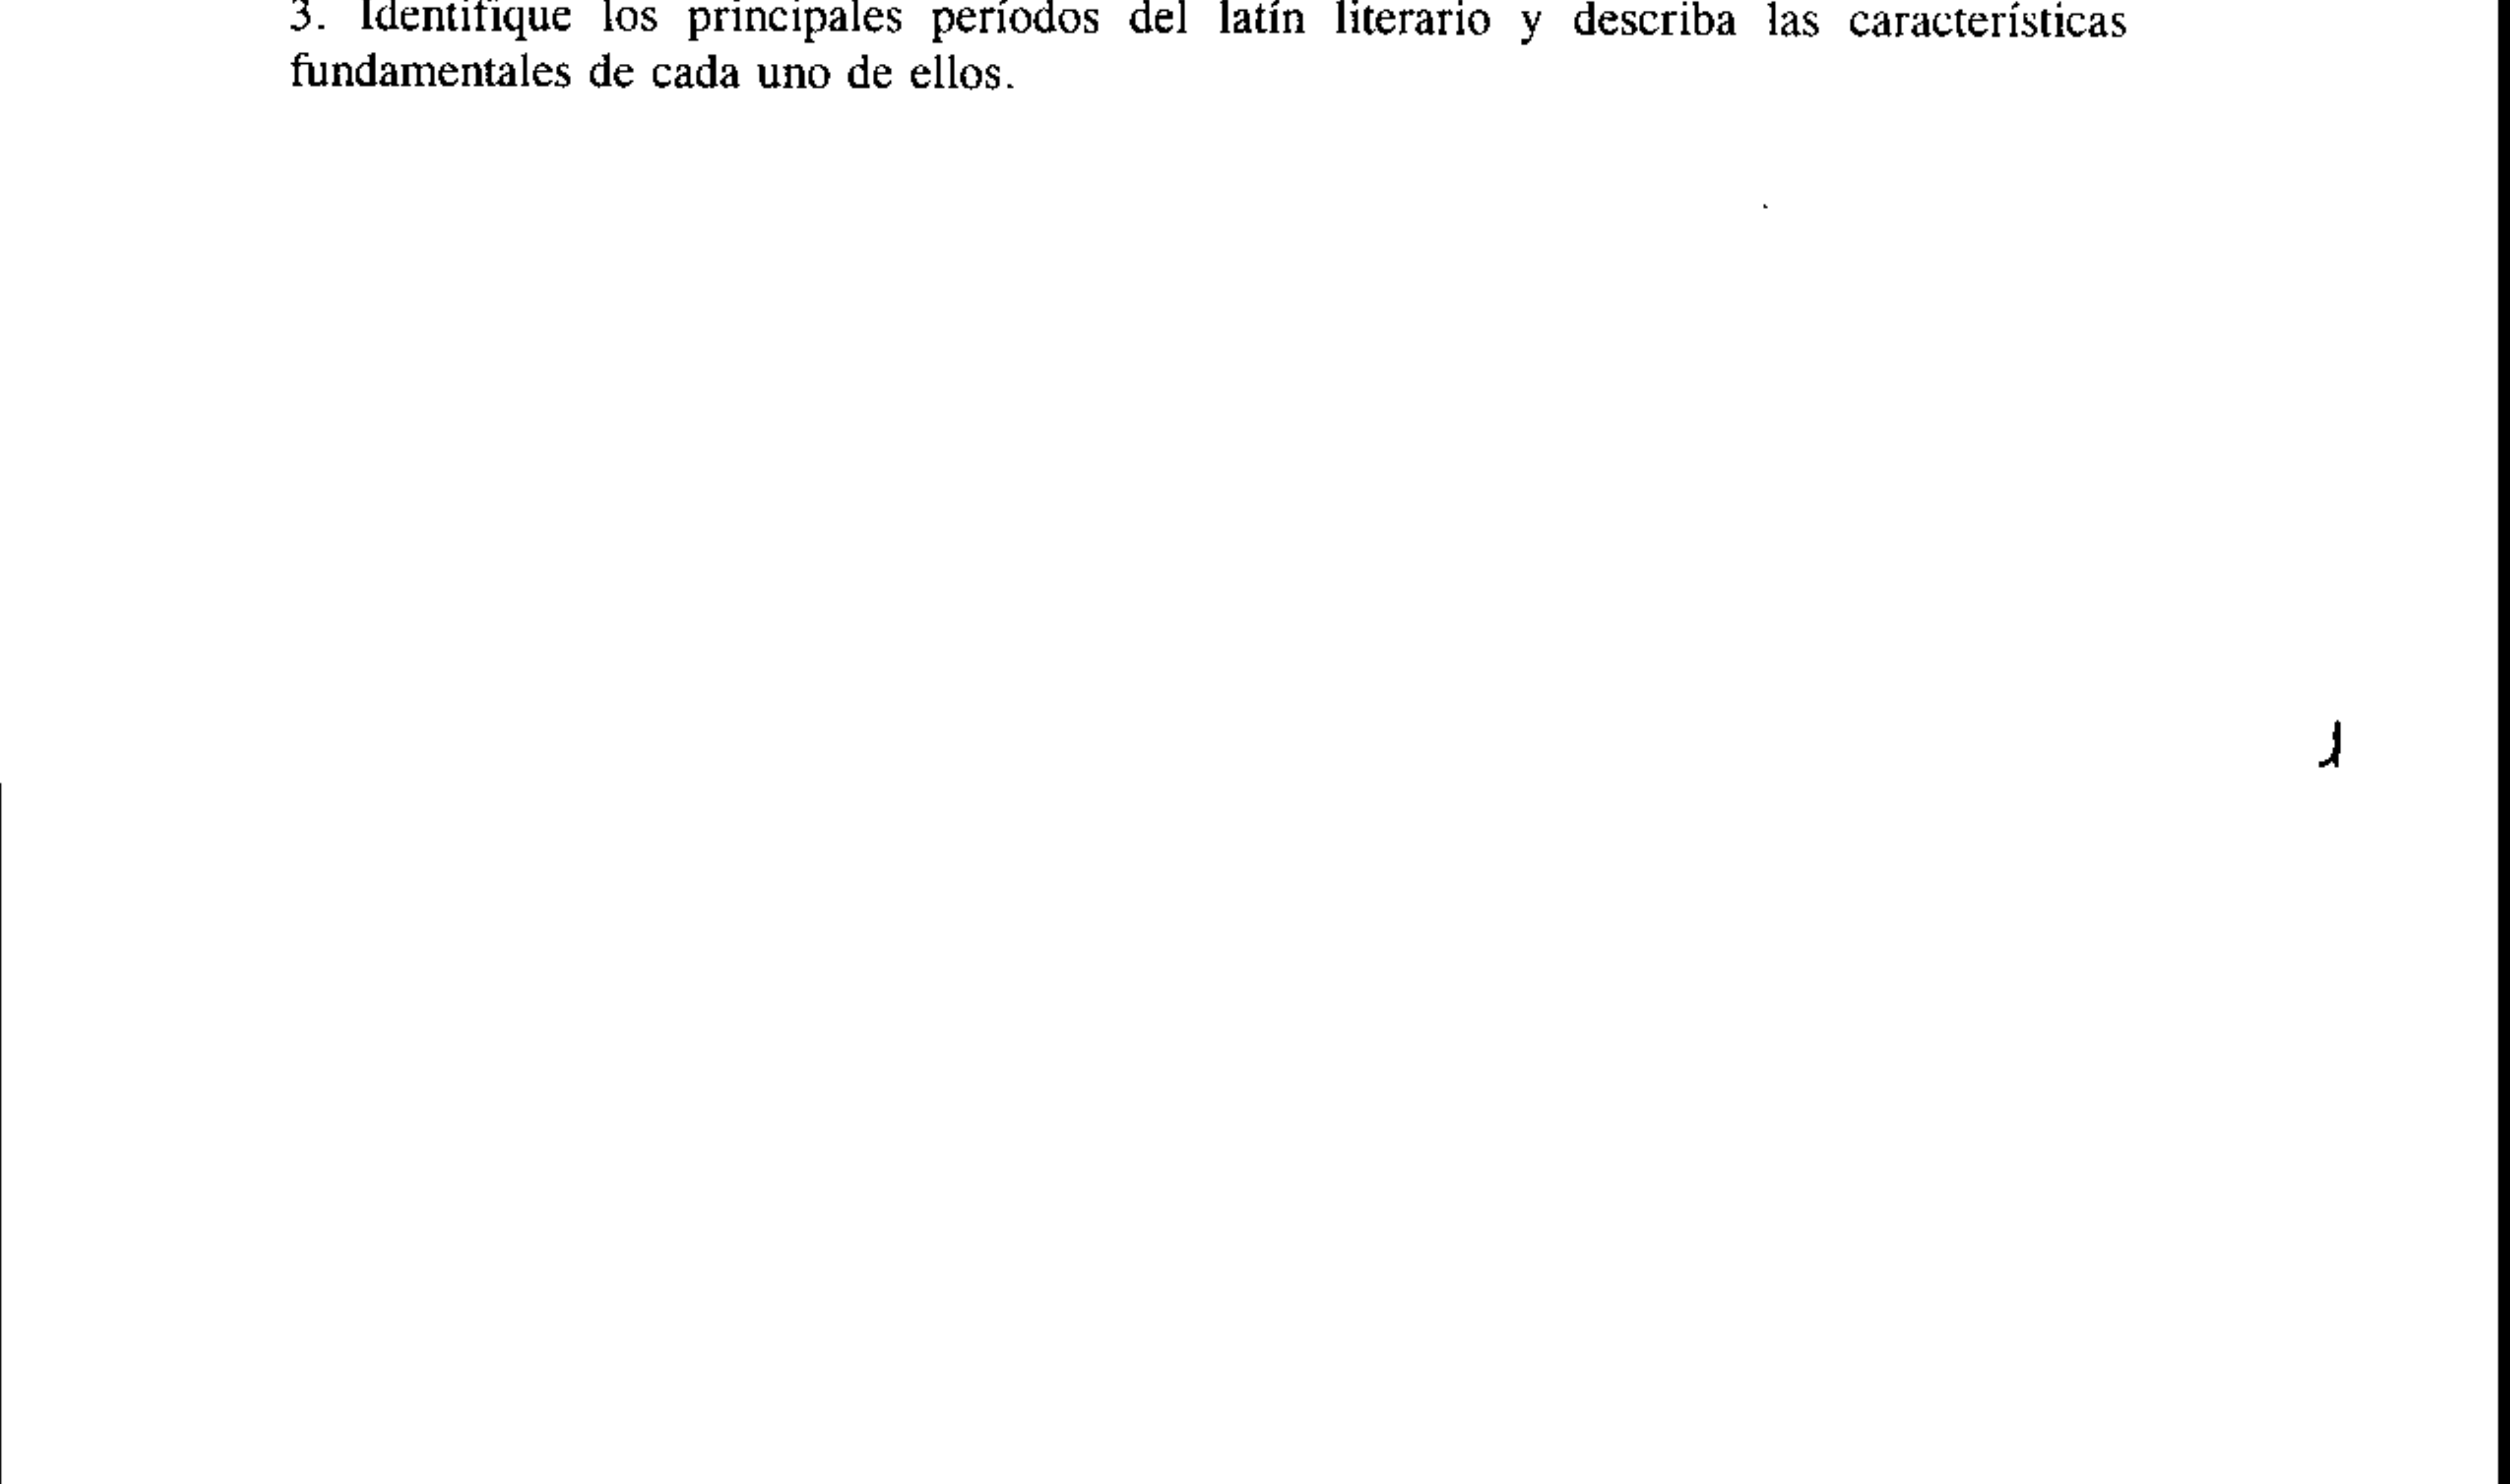 3. Identifique los principales períodos del latín literario y describa las características
fundamentales de cada uno de ellos.